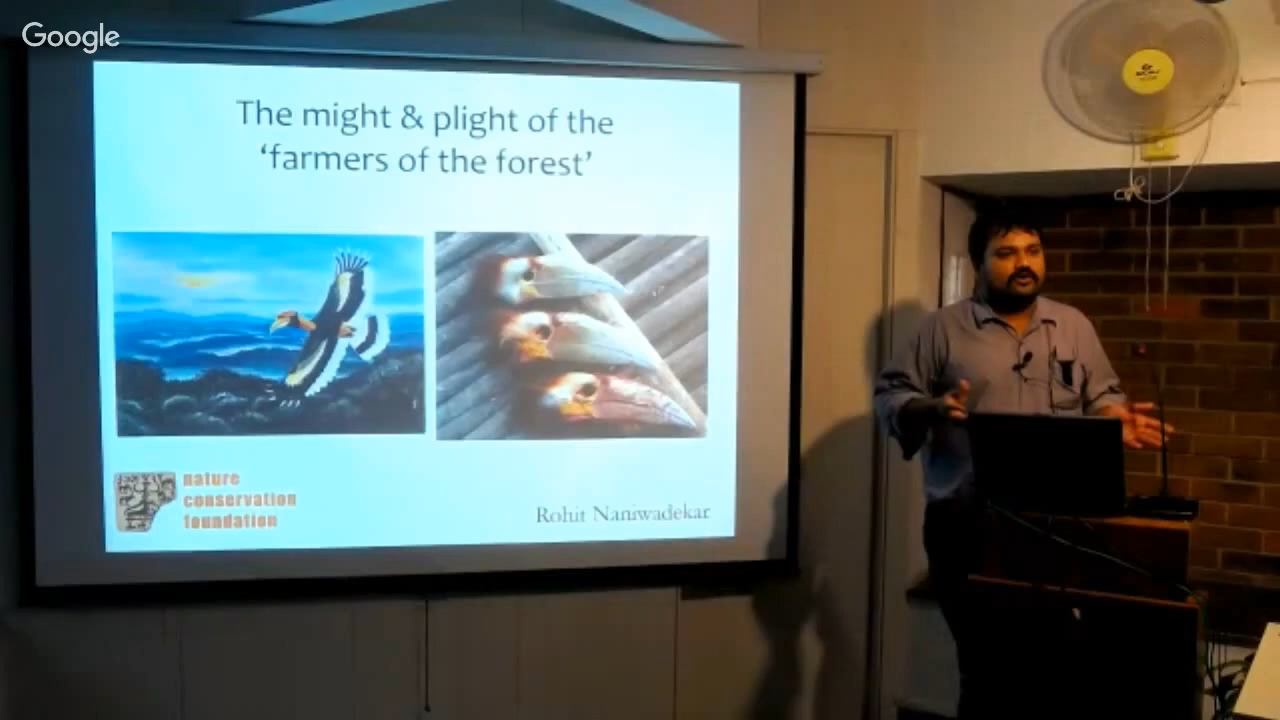 Google
The might & plight of the
‘farmers of the forest’
nature
conservation
foundation
Rohit Naniwadekar